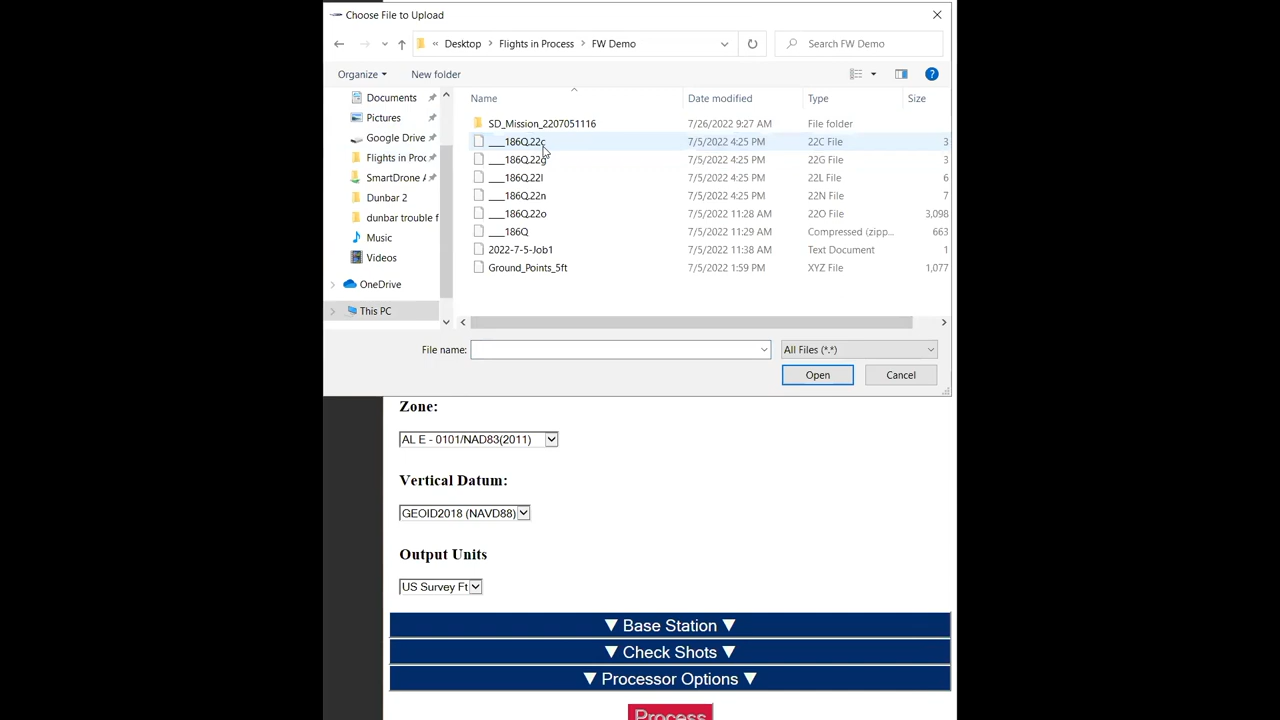 Choose File to Upload
« Desktop > Flights in Process > FW Demo
Search FW Demo
Organize
New folder
Name
Date modified
Type
Size
Documents
Pictures
Google Drive
Flights in Proc
SmartDrone A
Dunbar 2
dunbar trouble f
Music
Videos
OneDrive
This PC
SD_Mission_2207051116 7/26/2022 9:27 AM File folder
___186Q.22c 7/5/2022 4:25 PM 22C File 3
___186Q.22g 7/5/2022 4:25 PM 22G File 3
___186Q.22l 7/5/2022 4:25 PM 22L File 6
___186Q.22n 7/5/2022 4:25 PM 22N File 7
___186Q.22o 7/5/2022 11:28 AM 22O File 3,098
___186Q 7/5/2022 11:29 AM Compressed (zipp... 663
2022-7-5-Job1 7/5/2022 11:38 AM Text Document 1
Ground_Points_5ft 7/5/2022 1:59 PM XYZ File 1,077
File name:
All Files (*.*)
Open
Cancel
Zone:
AL E - 0101/NAD83(2011)
Vertical Datum:
GEOID2018 (NAVD88)
Output Units
US Survey Ft
▼ Base Station ▼
▼ Check Shots ▼
▼ Processor Options ▼
Process